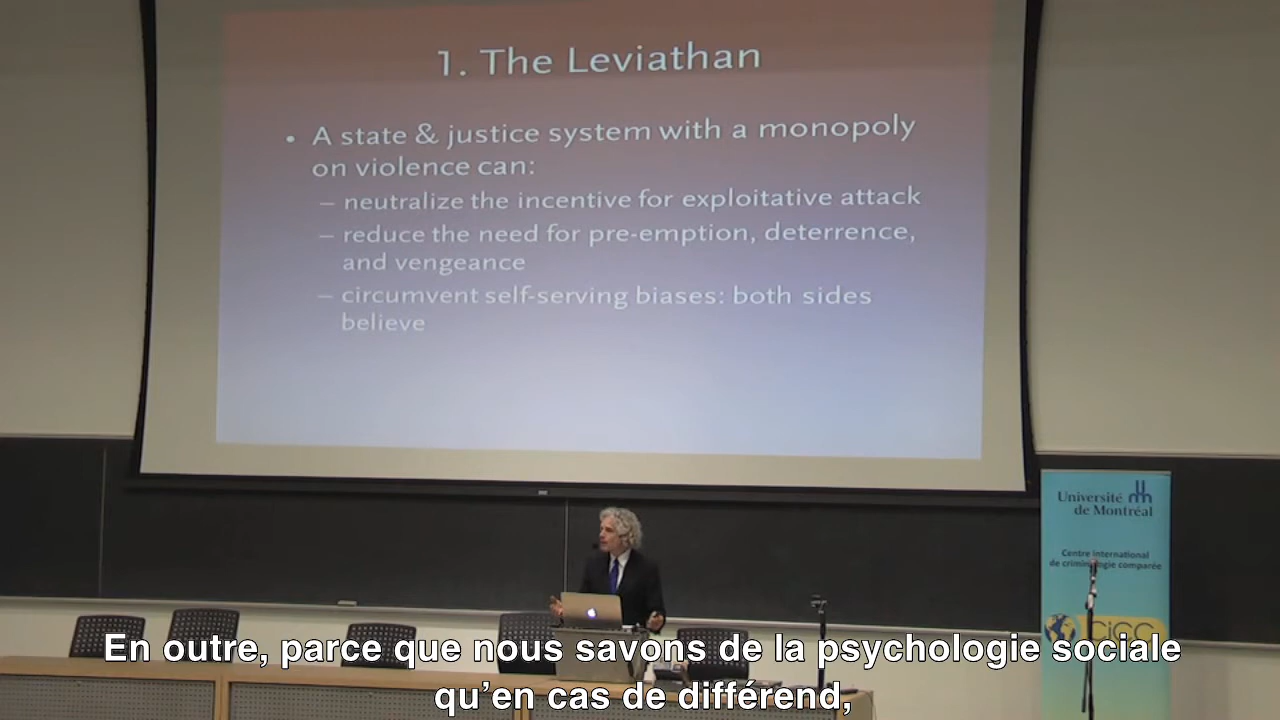 1. The Leviathan
• A state & justice system with a monopoly
on violence can:
– neutralize the incentive for exploitative attack
– reduce the need for pre-emption, deterrence,
and vengeance
– circumvent self-serving biases: both sides
believe
Université
de Montréal
Centre international
de criminologie comparée
CiCC
En outre, parce que nous savons de la psychologie sociale
qu’en cas de différend,